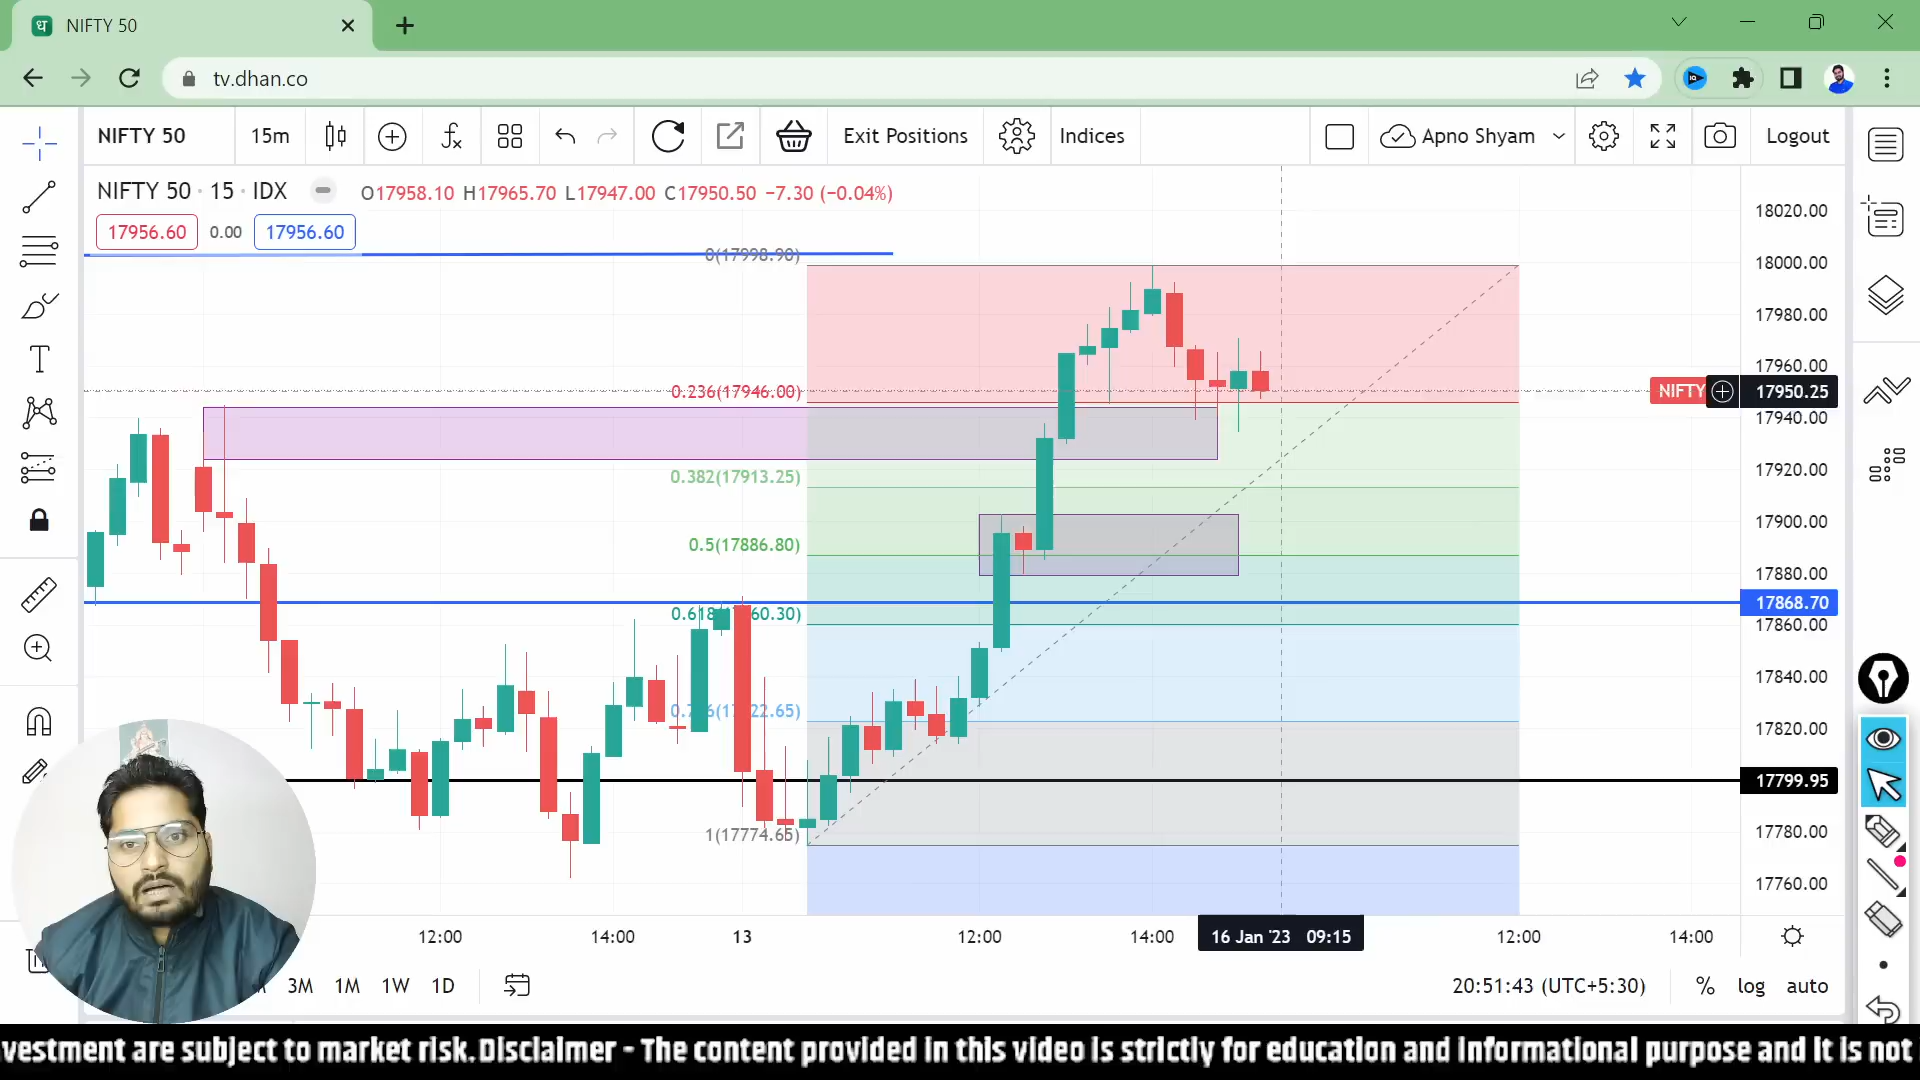 NIFTY 50
tv.dhan.co
NIFTY 50 15m Exit Positions Indices Apno Shyam Logout
NIFTY 50 · 15 · IDX O17958.10 H17965.70 L17947.00 C17950.50 −7.30 (−0.04%)
17956.60 0.00 17956.60
18020.00
0(17998.90)
18000.00
17980.00
17960.00
0.236(17946.00)
NIFTY 17950.25
17940.00
17920.00
0.382(17913.25)
17900.00
0.5(17886.80)
17880.00
17868.70
17860.00
17840.00
17820.00
17799.95
1(17774.65)
17780.00
17760.00
12:00 14:00 13 12:00 14:00 16 Jan '23 09:15 12:00 14:00
3M 1M 1W 1D 20:51:43 (UTC+5:30) % log auto
vestment are subject to market risk.Disclaimer - The content provided in this video is strictly for education and informational purpose and it is not